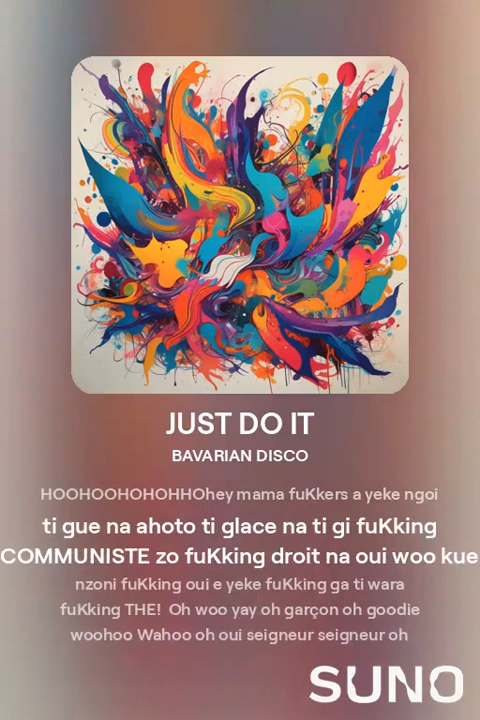 JUST DO IT
BAVARIAN DISCO
HOOHOOHOHOHHOhey mama fuKkers a yeke ngoi
ti gue na ahoto ti glace na ti gi fuKking
COMMUNISTE zo fuKking droit na oui woo kue
nzoni fuKking oui e yeke fuKking ga ti wara
fuKking THE! Oh woo yay oh garçon oh goodie
woohoo Wahoo oh oui seigneur seigneur oh
SUNO